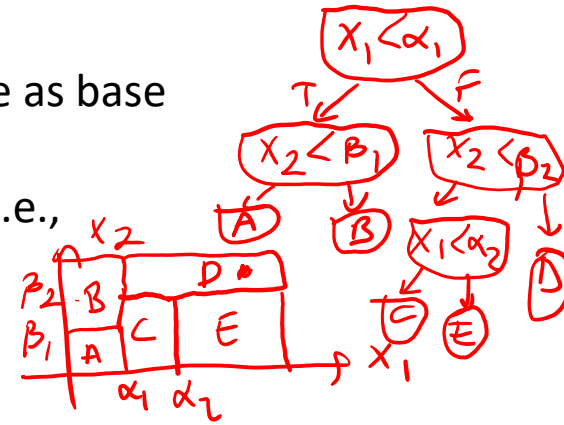 X₁<α₁
e as base
T F
X₂<β₁ X₂<β₂
.e.,
A B X₁<α₂ D
C E
X₂
β₂ B D
β₁ A C E
X₁
α₁ α₂